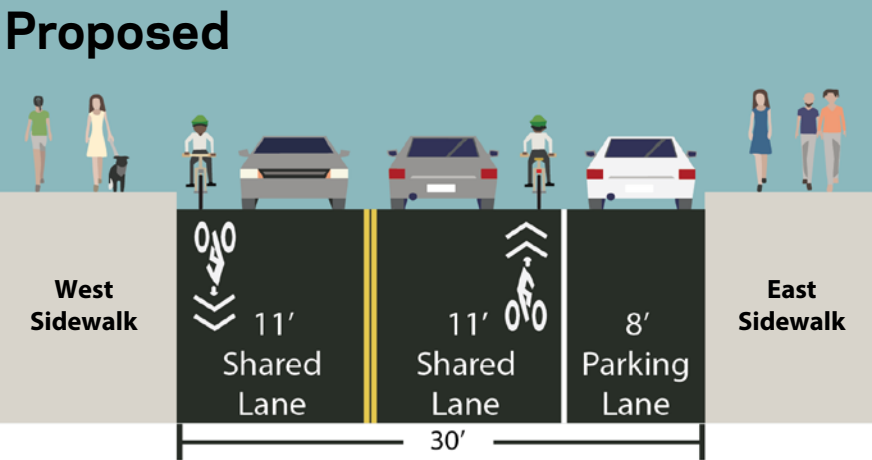 Proposed
West
Sidewalk
11′
Shared
Lane
11′
Shared
Lane
8′
Parking
Lane
East
Sidewalk
30′